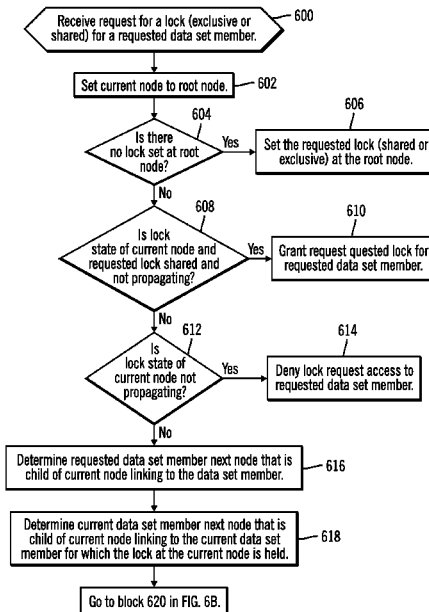 Receive request for a lock (exclusive or
shared) for a requested data set member.
600
Set current node to root node.
602
604
Is there
no lock set at root
node?
Yes
606
Set the requested lock (shared or
exclusive) at the root node.
No
608
Is lock
state of current node and
requested lock shared and
not propagating?
Yes
610
Grant request quested lock for
requested data set member.
No
612
Is
lock state of
current node not
propagating?
Yes
614
Deny lock request access to
requested data set member.
No
Determine requested data set member next node that is
child of current node linking to the data set member.
616
Determine current data set member next node that is
child of current node linking to the current data set
member for which the lock at the current node is held.
618
Go to block 620 in FIG. 6B.